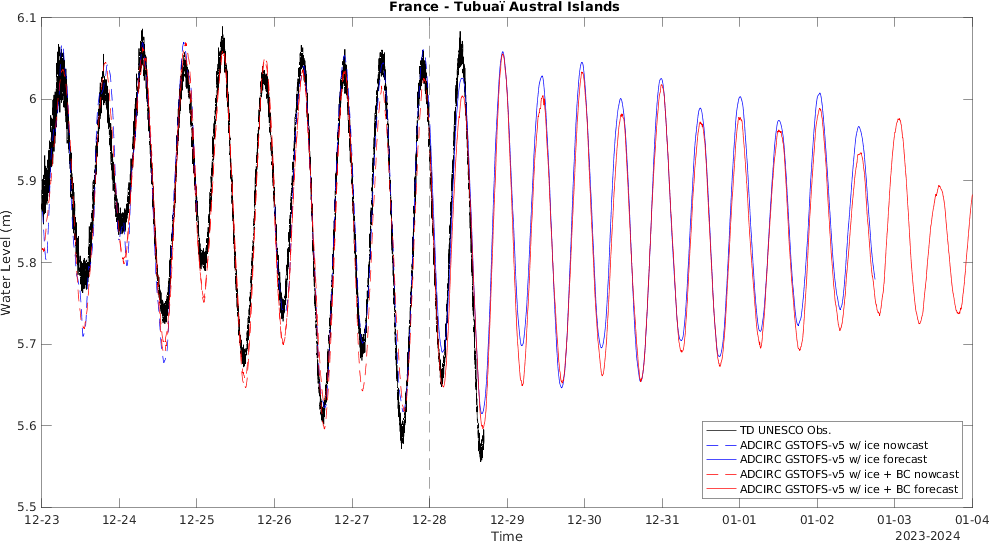 France - Tubuaï Austral Islands
Water Level (m)
6.1
6
5.9
5.8
5.7
5.6
5.5
TD UNESCO Obs.
ADCIRC GSTOFS-v5 w/ ice nowcast
ADCIRC GSTOFS-v5 w/ ice forecast
ADCIRC GSTOFS-v5 w/ ice + BC nowcast
ADCIRC GSTOFS-v5 w/ ice + BC forecast
12-23 12-24 12-25 12-26 12-27 12-28 12-29 12-30 12-31 01-01 01-02 01-03 01-04
Time
2023-2024